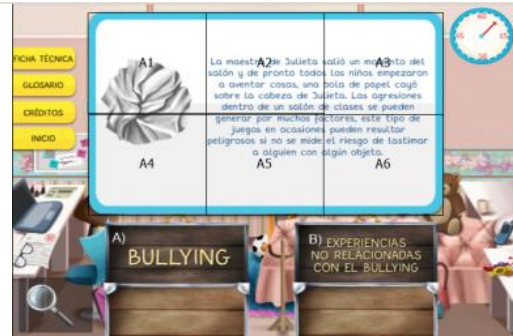 FICHA TÉCNICA
GLOSARIO
CRÉDITOS
INICIO
A1
A2
A3
La maestra de Julieta salió un momento del
salón y de pronto todos los niños empezaron
a aventar cosas, una bola de papel cayó
sobre la cabeza de Julieta. Las agresiones
dentro de un salón de clases se pueden
generar por muchos factores, este tipo de
juegos en ocasiones pueden resultar
peligrosos si no se mide el riesgo de lastimar
a alguien con algún objeto.
A4
A5
A6
60
15
30
45
A)
BULLYING
B) EXPERIENCIAS
NO RELACIONADAS
CON EL BULLYING